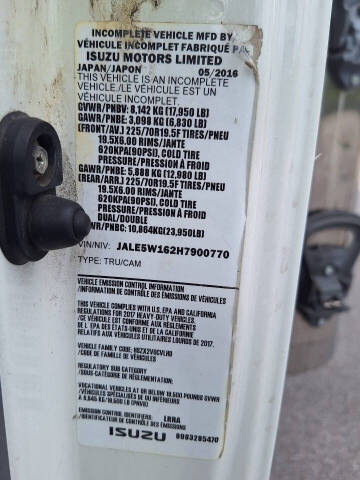 INCOMPLETE VEHICLE MFD BY
VÉHICULE INCOMPLET FABRIQUÉ PA
ISUZU MOTORS LIMITED
JAPAN/JAPON 05/2016
THIS VEHICLE IS AN INCOMPLETE
VEHICLE./LE VÉHICULE EST UN
VÉHICULE INCOMPLET.
GVWR/PNBV: 8,142 KG (17,950 LB)
GAWR/PNBE: 3,098 KG (6,830 LB)
(FRONT/AV.) 225/70R19.5F TIRES/PNEU
19.5X6.00 RIMS/JANTE
620KPA(90PSI), COLD TIRE
PRESSURE/PRESSION À FROID
GAWR/PNBE: 5,888 KG (12,980 LB)
(REAR/ARR.) 225/70R19.5F TIRES/PNEU
19.5X6.00 RIMS/JANTE
620KPA(90PSI), COLD TIRE
PRESSURE/PRESSION À FROID
DUAL/DOUBLE
/PNBC: 10,864KG(23,950LB)
VIN/NIV: JALE5W162H7900770
TYPE: TRU/CAM
VEHICLE EMISSION CONTROL INFORMATION
/INFORMATION DE CONTRÔLE DES ÉMISSIONS DU VÉHICULE
THIS VEHICLE COMPLIES WITH U.S. EPA AND CALIFORNIA
REGULATIONS FOR 2017 HEAVY-DUTY VEHICLES.
/CE VÉHICULE EST CONFORME AUX RÈGLEMENTS
DE L'EPA DES ÉTATS-UNIS ET DE LA CALIFORNIE
RELATIFS AUX VÉHICULES UTILITAIRES LOURDS DE 2017.
VEHICLE FAMILY:
/CODE DE FAMILLE DES VÉHICULES:
REGULATORY SUB CATEGORY
/SOUS-CATÉGORIE DE RÉGLEMENTATION:
VOCATIONAL VEHICLES AT OR BELOW 19,500 POUNDS GVWR
/VÉHICULES SPÉCIALISÉS DE OU INFÉRIEURS
À 8,845 KG/19,500 LB (PNBV)
EMISSION CONTROL IDENTIFIERS: LRRA
/IDENTIFICATEUR DE CONTRÔLE DES ÉMISSIONS
ISUZU 8983285470